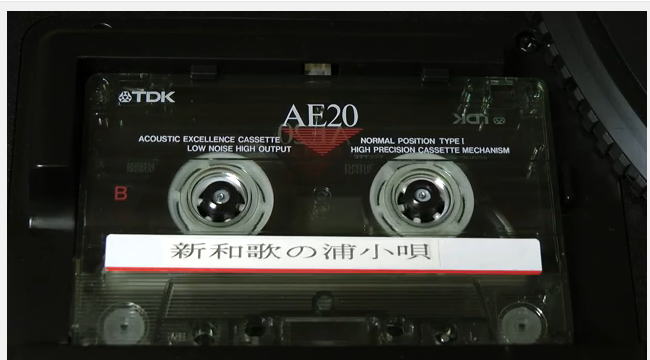 TDK
AE20
ACOUSTIC EXCELLENCE CASSETTE
LOW NOISE HIGH OUTPUT
NORMAL POSITION TYPE I
HIGH PRECISION CASSETTE MECHANISM
B
新和歌の浦小唄